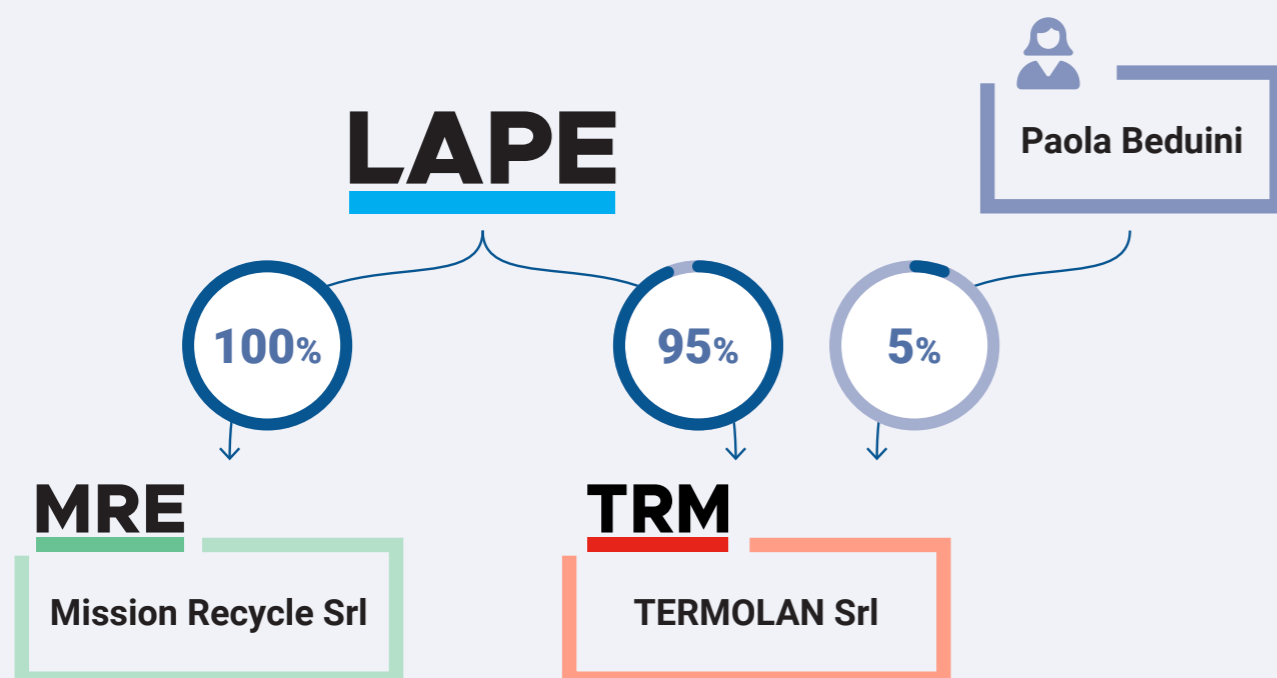 LAPE
Paola Beduini
100%
95%
5%
MRE
TRM
Mission Recycle Srl
TERMOLAN Srl